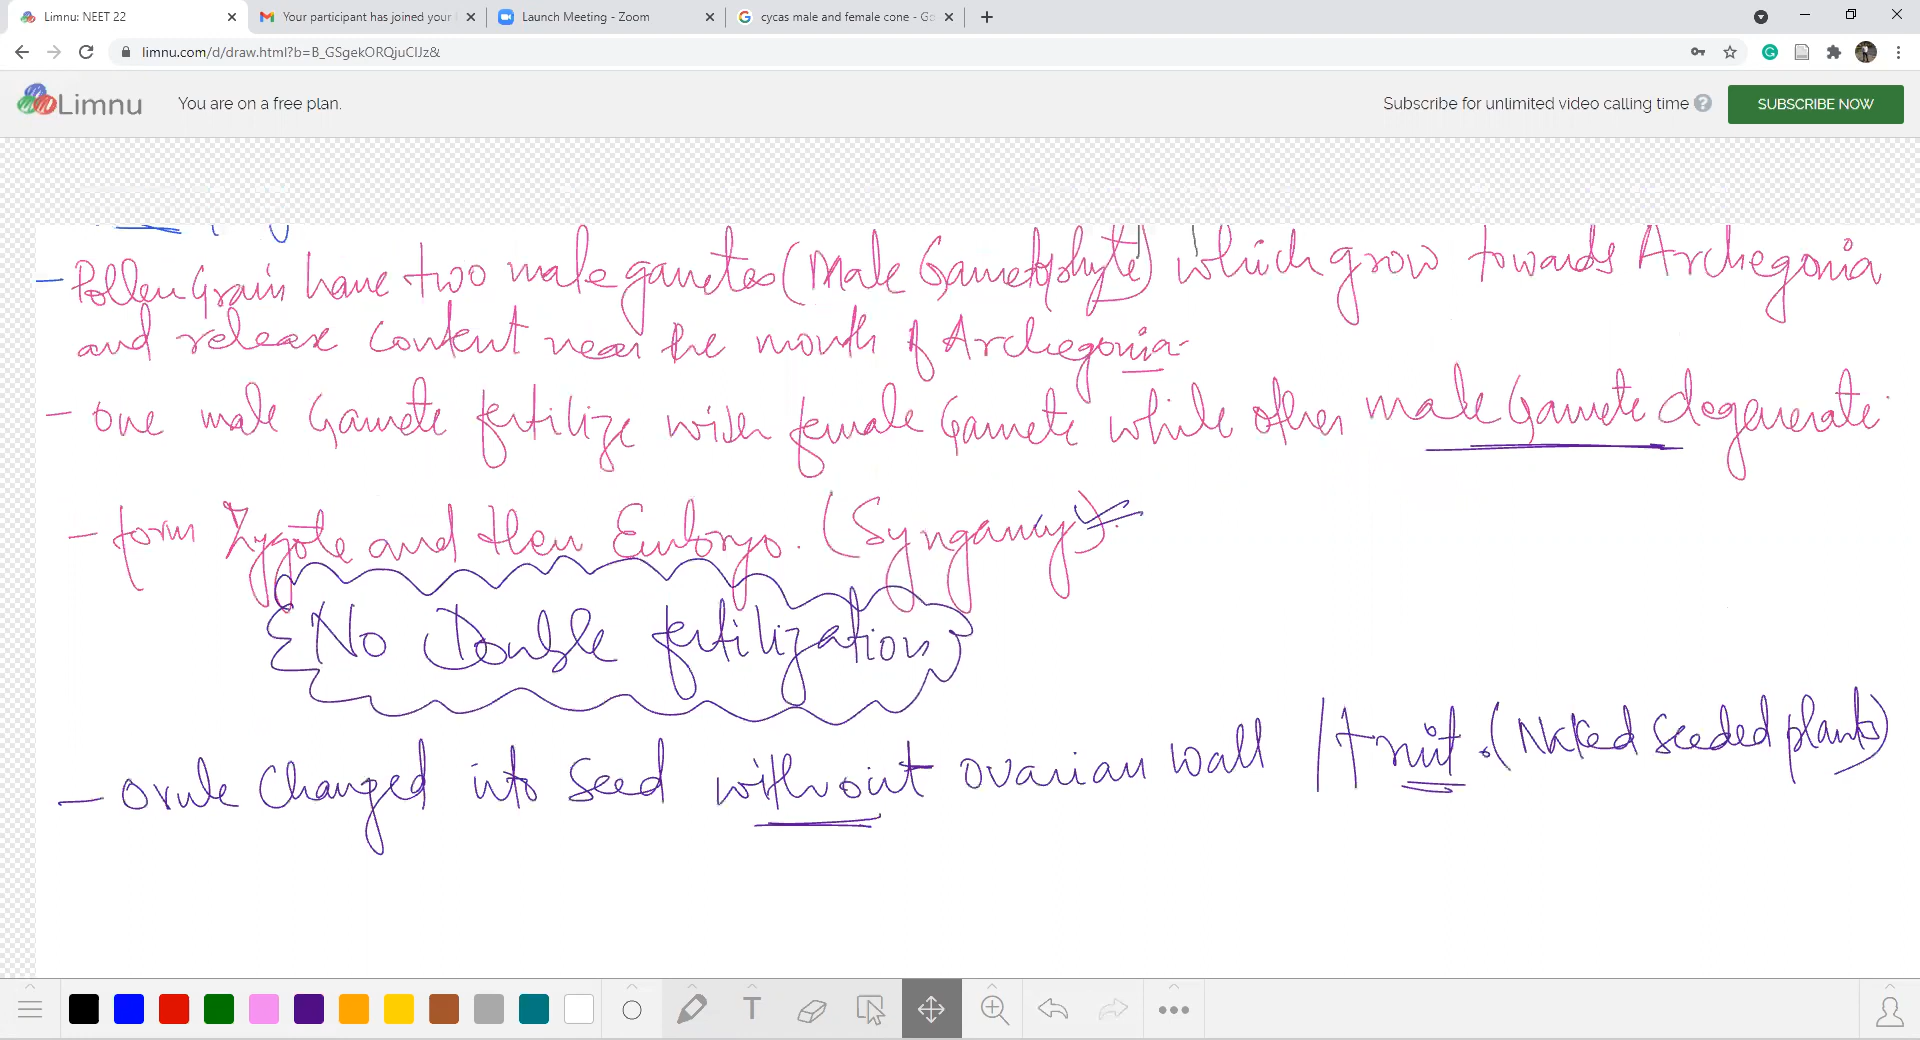 Limnu: NEET 22
Your participant has joined your
Launch Meeting - Zoom
cycas male and female cone - Go
limnu.com/d/draw.html?b=B_GSgekORQjuClJz&
Limnu
You are on a free plan.
Subscribe for unlimited video calling time
SUBSCRIBE NOW
- Pollen Grain have two male gametes (Male Gametophyte) which grow towards Archegonia
and release content near the mouth of Archegonia-
- One male Gamete fertilize with female Gamete while other male Gamete degenerate
- form Zygote and then Embryo. (Syngamy)
No Double fertilization
- Ovule Changed into Seed without ovarian wall / fruit. (Naked Seeded plants)
T